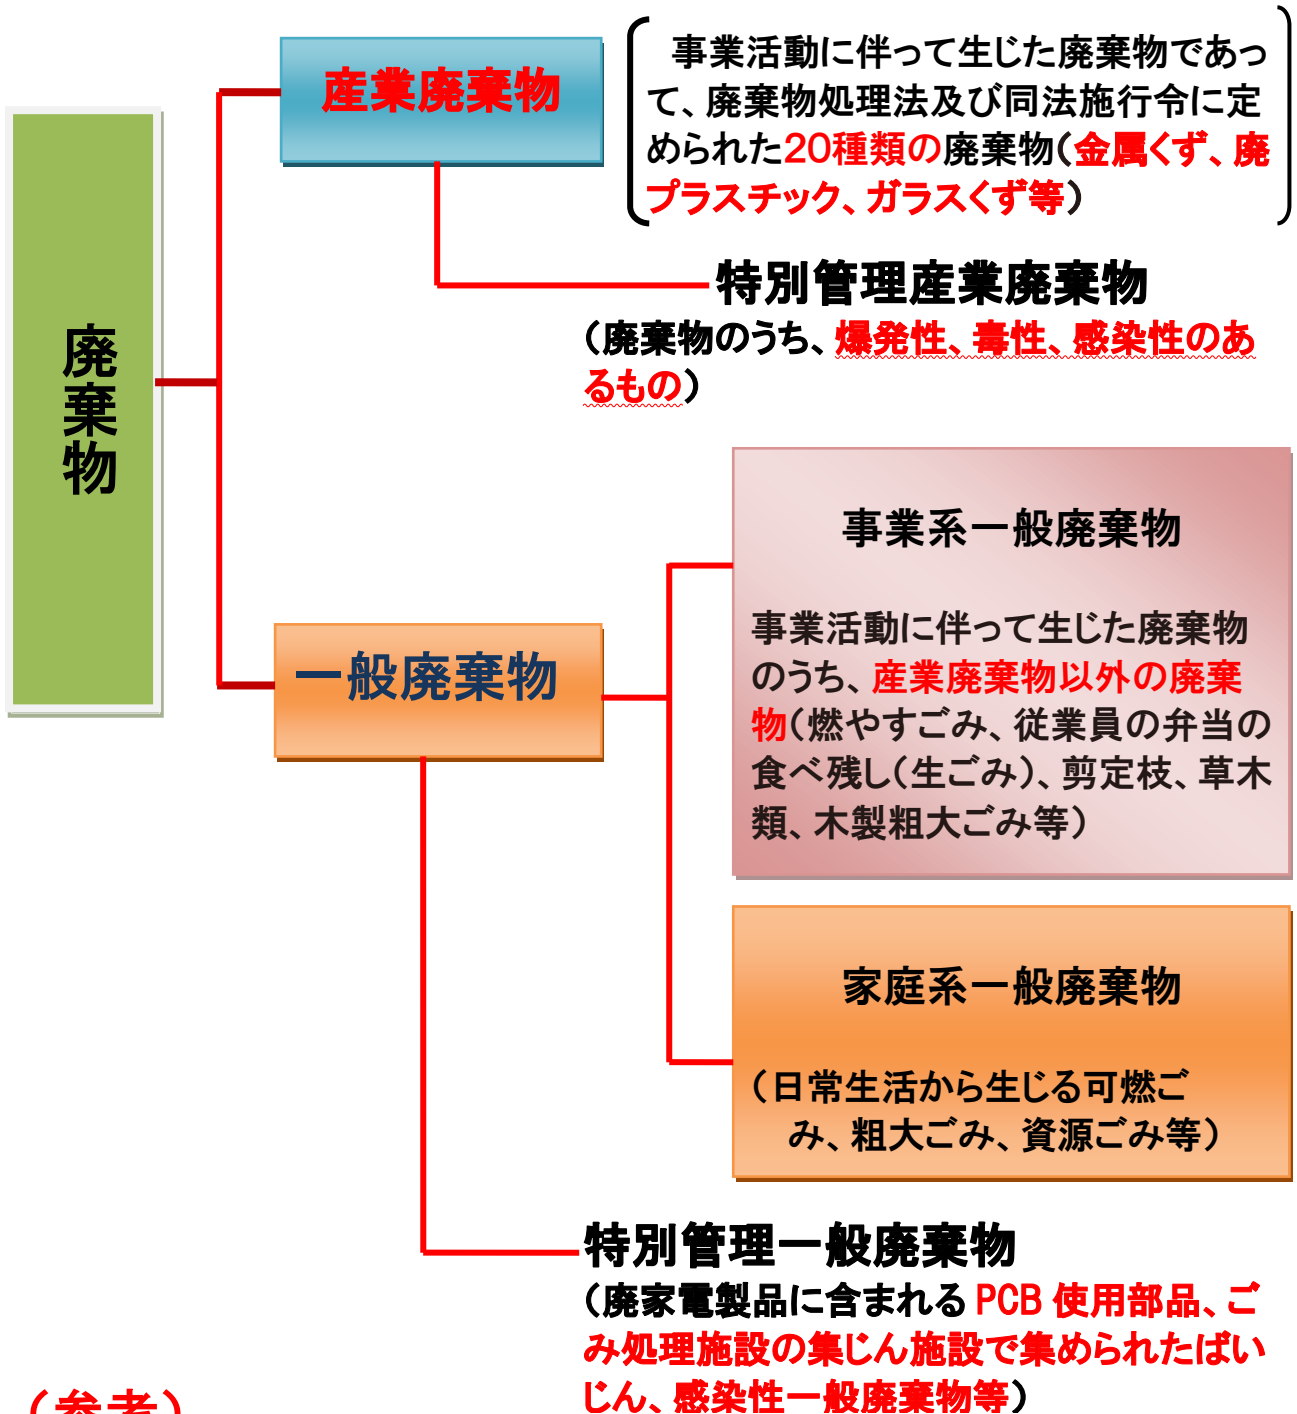 廃棄物
産業廃棄物
事業活動に伴って生じた廃棄物であっ
て、廃棄物処理法及び同法施行令に定
められた20種類の廃棄物(金属くず、廃
プラスチック、ガラスくず等)
特別管理産業廃棄物
(廃棄物のうち、爆発性、毒性、感染性のあ
るもの)
一般廃棄物
事業系一般廃棄物
事業活動に伴って生じた廃棄物
のうち、産業廃棄物以外の廃棄
物(燃やすごみ、従業員の弁当の
食べ残し(生ごみ)、剪定枝、草木
類、木製粗大ごみ等)
家庭系一般廃棄物
(日常生活から生じる可燃ご
み、粗大ごみ、資源ごみ等)
特別管理一般廃棄物
(廃家電製品に含まれる PCB 使用部品、ご
み処理施設の集じん施設で集められたばい
じん、感染性一般廃棄物等)
(参考)